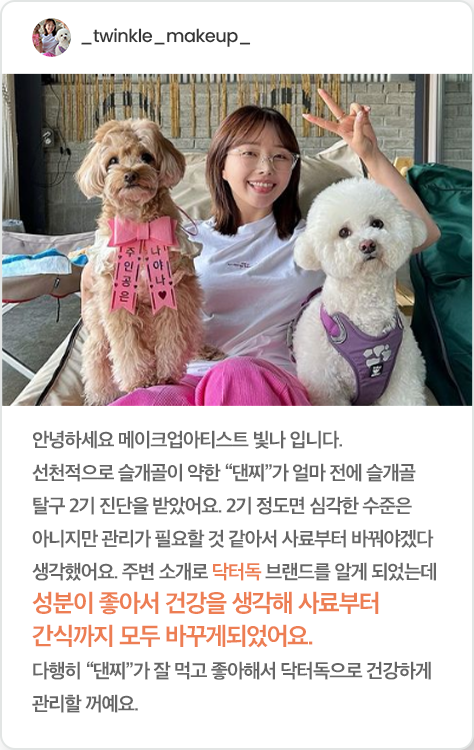 _twinkle_makeup_
주인공은
나야나♥
안녕하세요 메이크업아티스트 빛나 입니다.
선천적으로 슬개골이 약한 “댄찌”가 얼마 전에 슬개골
탈구 2기 진단을 받았어요. 2기 정도면 심각한 수준은
아니지만 관리가 필요할 것 같아서 사료부터 바꿔야겠다
생각했어요. 주변 소개로 닥터독 브랜드를 알게 되었는데
성분이 좋아서 건강을 생각해 사료부터
간식까지 모두 바꾸게되었어요.
다행히 “댄찌”가 잘 먹고 좋아해서 닥터독으로 건강하게
관리할 꺼예요.